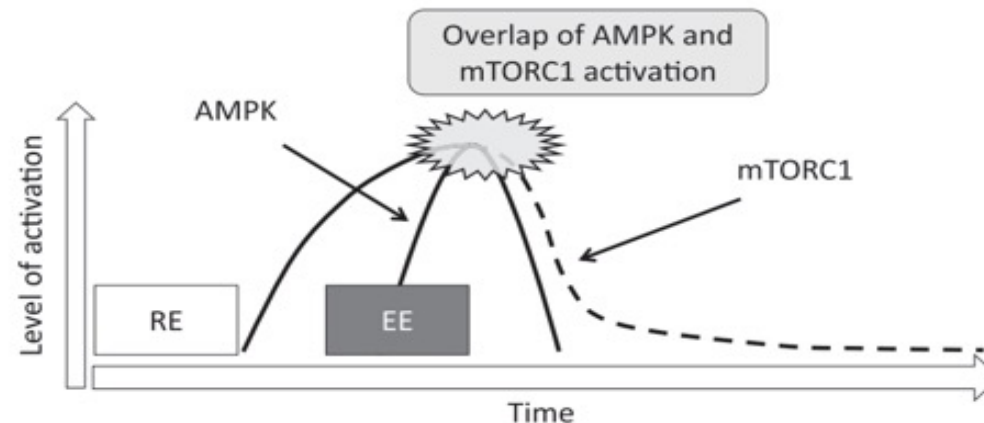 Overlap of AMPK and
mTORC1 activation
AMPK
mTORC1
Level of activation
RE
EE
Time